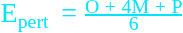 E_pert = (O + 4M + P)/6